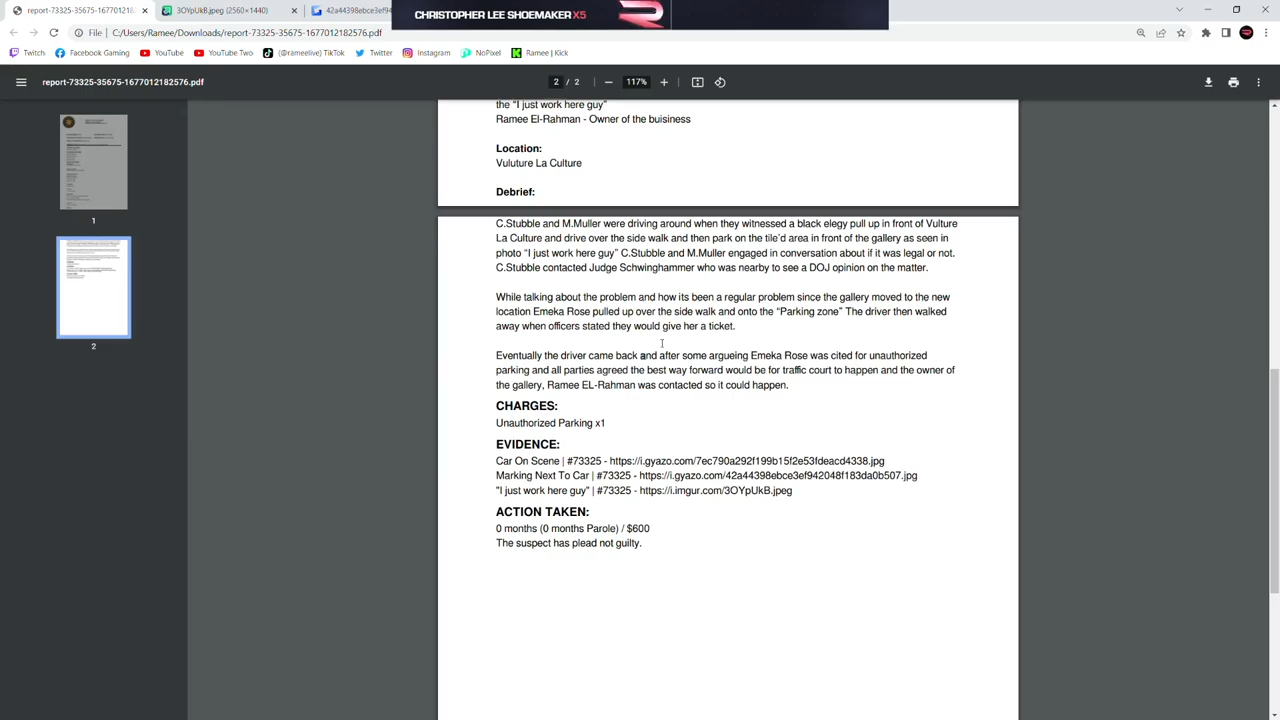 report-73325-35675-167701218
3OYpUkB.jpeg (2560×1440)
42a44398ebce3ef94
CHRISTOPHER LEE SHOEMAKER X5
File | C:/Users/Ramee/Downloads/report-73325-35675-1677012182576.pdf
Twitch Facebook Gaming YouTube YouTube Two (@rameelive) TikTok Twitter Instagram NoPixel Ramee | Kick
report-73325-35675-1677012182576.pdf
2 / 2
117%
the “I just work here guy”
Ramee El-Rahman - Owner of the buisiness
Location:
Vuluture La Culture
Debrief:
C.Stubble and M.Muller were driving around when they witnessed a black elegy pull up in front of Vulture
La Culture and drive over the side walk and then park on the tile’d area in front of the gallery as seen in
photo “I just work here guy” C.Stubble and M.Muller engaged in conversation about if it was legal or not.
C.Stubble contacted Judge Schwinghammer who was nearby to see a DOJ opinion on the matter.
While talking about the problem and how its been a regular problem since the gallery moved to the new
location Emeka Rose pulled up over the side walk and onto the “Parking zone” The driver then walked
away when officers stated they would give her a ticket.
Eventually the driver came back and after some argueing Emeka Rose was cited for unauthorized
parking and all parties agreed the best way forward would be for traffic court to happen and the owner of
the gallery, Ramee EL-Rahman was contacted so it could happen.
CHARGES:
Unauthorized Parking x1
EVIDENCE:
Car On Scene | #73325 - https://i.gyazo.com/7ec790a292f199b15f2e53fdeacd4338.jpg
Marking Next To Car | #73325 - https://i.gyazo.com/42a44398ebce3ef942048f183da0b507.jpg
"I just work here guy" | #73325 - https://i.imgur.com/3OYpUkB.jpeg
ACTION TAKEN:
0 months (0 months Parole) / $600
The suspect has plead not guilty.
1
2